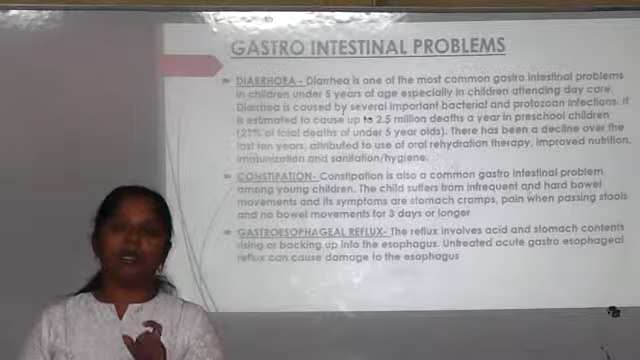 GASTRO INTESTINAL PROBLEMS
DIARRHOEA - Diarrhea is one of the most common gastro intestinal problems
in children under 5 years of age especially in children attending day care.
Diarrhea is caused by several important bacterial and protozoan infections. It
is estimated to cause up to 2.5 million deaths a year in preschool children
(21% of total deaths of under 5 year olds). There has been a decline over the
last ten years, attributed to use of oral rehydration therapy, improved nutrition,
immunization and sanitation/hygiene.
CONSTIPATION- Constipation is also a common gastro intestinal problem
among young children. The child suffers from infrequent and hard bowel
movements and its symptoms are stomach cramps, pain when passing stools
and no bowel movements for 3 days or longer
GASTROESOPHAGEAL REFLUX- The reflux involves acid and stomach contents
rising or backing up into the esophagus. Untreated acute gastro esophageal
reflux can cause damage to the esophagus